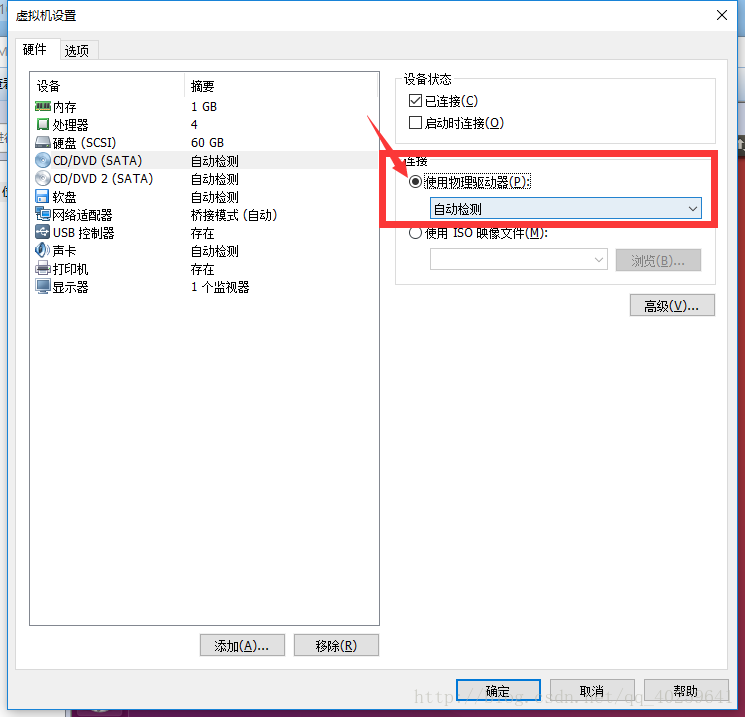 虚拟机设置
硬件 选项
设备 摘要
内存 1 GB
处理器 4
硬盘 (SCSI) 60 GB
CD/DVD (SATA) 自动检测
CD/DVD 2 (SATA) 自动检测
软盘 自动检测
网络适配器 桥接模式 (自动)
USB 控制器 存在
声卡 自动检测
打印机 存在
显示器 1 个监视器
添加(A)... 移除(R)
设备状态
已连接(C)
启动时连接(O)
连接
使用物理驱动器(P):
自动检测
使用 ISO 映像文件(M):
浏览(B)...
高级(V)...
确定 取消 帮助